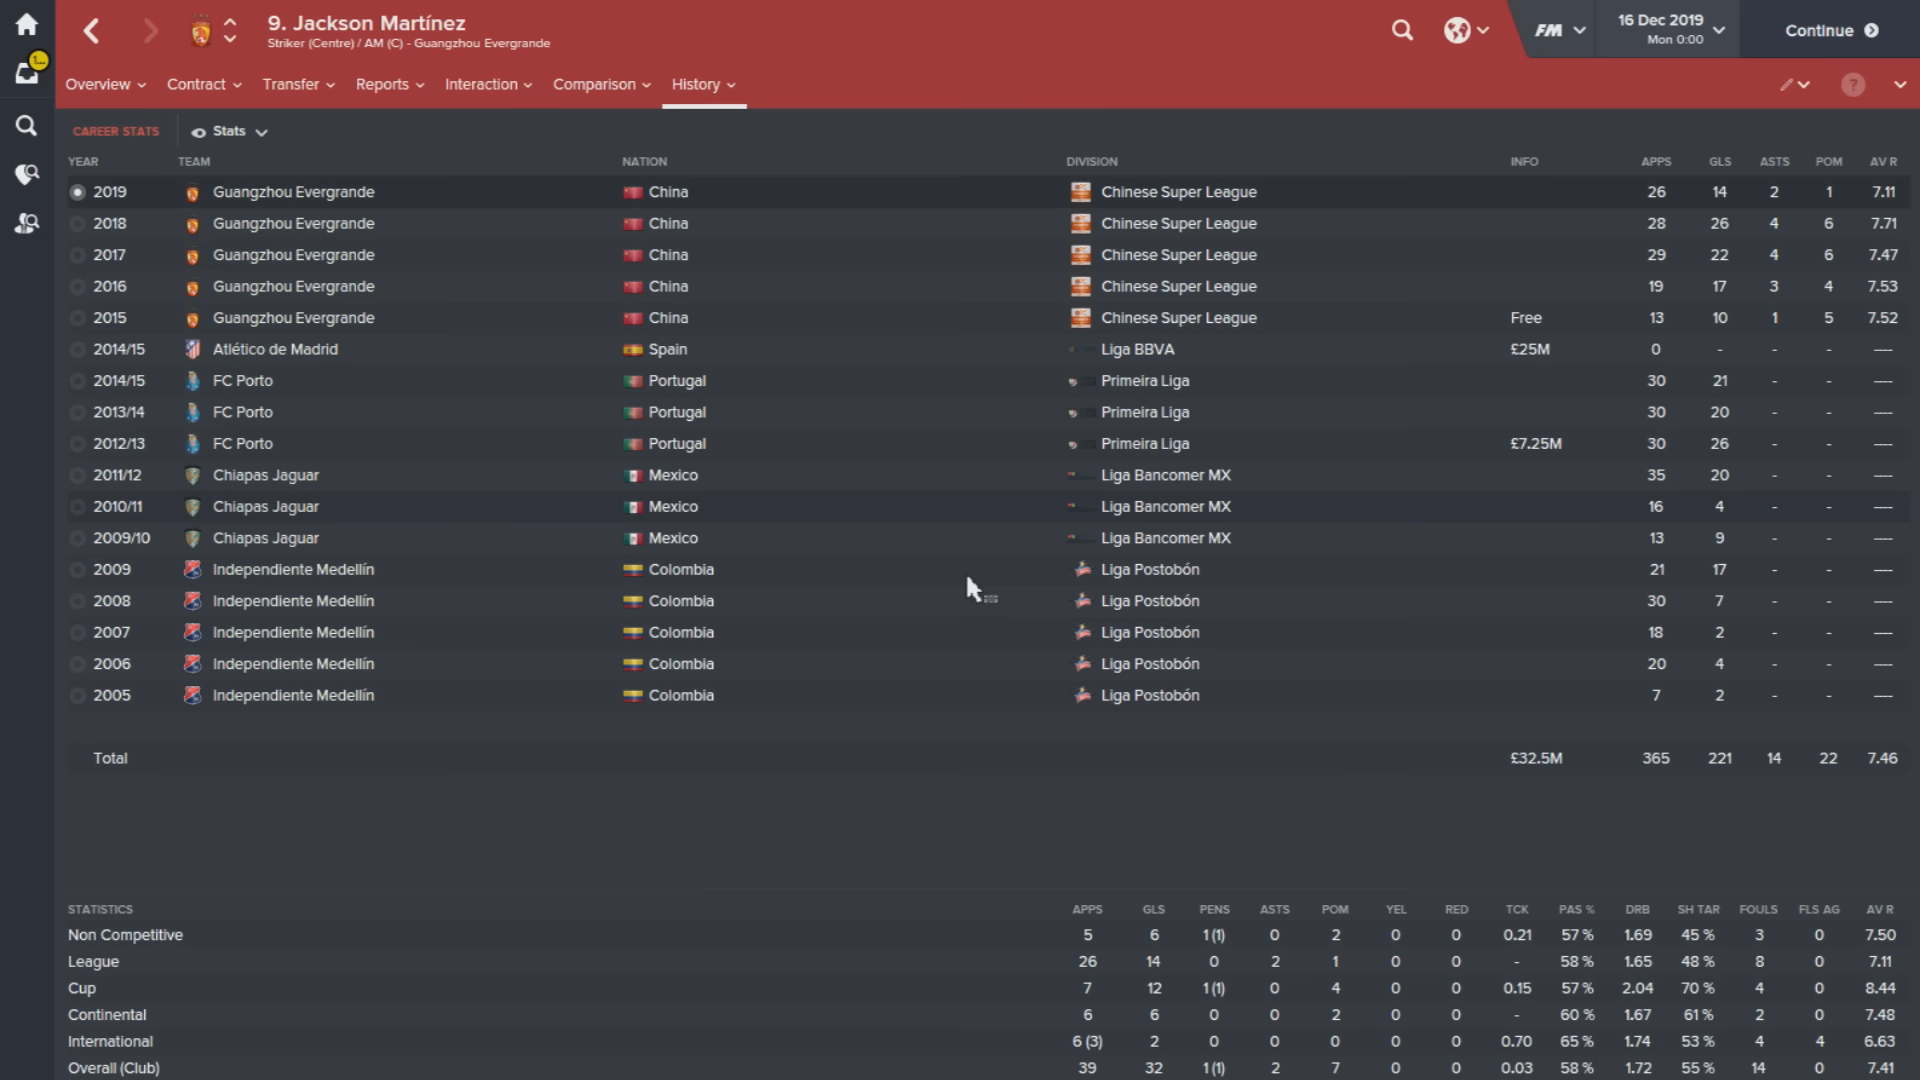 9. Jackson Martínez
Striker (Centre) / AM (C) - Guangzhou Evergrande
FM
16 Dec 2019
Mon 0:00
Continue
Overview Contract Transfer Reports Interaction Comparison History
?
CAREER STATS Stats
YEAR TEAM NATION DIVISION INFO APPS GLS ASTS POM AV R
2019 Guangzhou Evergrande China Chinese Super League 26 14 2 1 7.11
2018 Guangzhou Evergrande China Chinese Super League 28 26 4 6 7.71
2017 Guangzhou Evergrande China Chinese Super League 29 22 4 6 7.47
2016 Guangzhou Evergrande China Chinese Super League 19 17 3 4 7.53
2015 Guangzhou Evergrande China Chinese Super League Free 13 10 1 5 7.52
2014/15 Atlético de Madrid Spain Liga BBVA £25M 0 - - - ----
2014/15 FC Porto Portugal Primeira Liga 30 21 - - ----
2013/14 FC Porto Portugal Primeira Liga 30 20 - - ----
2012/13 FC Porto Portugal Primeira Liga £7.25M 30 26 - - ----
2011/12 Chiapas Jaguar Mexico Liga Bancomer MX 35 20 - - ----
2010/11 Chiapas Jaguar Mexico Liga Bancomer MX 16 4 - - ----
2009/10 Chiapas Jaguar Mexico Liga Bancomer MX 13 9 - - ----
2009 Independiente Medellín Colombia Liga Postobón 21 17 - - ----
2008 Independiente Medellín Colombia Liga Postobón 30 7 - - ----
2007 Independiente Medellín Colombia Liga Postobón 18 2 - - ----
2006 Independiente Medellín Colombia Liga Postobón 20 4 - - ----
2005 Independiente Medellín Colombia Liga Postobón 7 2 - - ----
Total £32.5M 365 221 14 22 7.46
STATISTICS APPS GLS PENS ASTS POM YEL RED TCK PAS % DRB SH TAR FOULS FLS AG AV R
Non Competitive 5 6 1 (1) 0 2 0 0 0.21 57 % 1.69 45 % 3 0 7.50
League 26 14 0 2 1 0 0 - 58 % 1.65 48 % 8 0 7.11
Cup 7 12 1 (1) 0 4 0 0 0.15 57 % 2.04 70 % 4 0 8.44
Continental 6 6 0 0 2 0 0 - 60 % 1.67 61 % 2 0 7.48
International 6 (3) 2 0 0 0 0 0 0.70 65 % 1.74 53 % 4 4 6.63
Overall (Club) 39 32 1 (1) 2 7 0 0 0.03 58 % 1.72 55 % 14 0 7.41